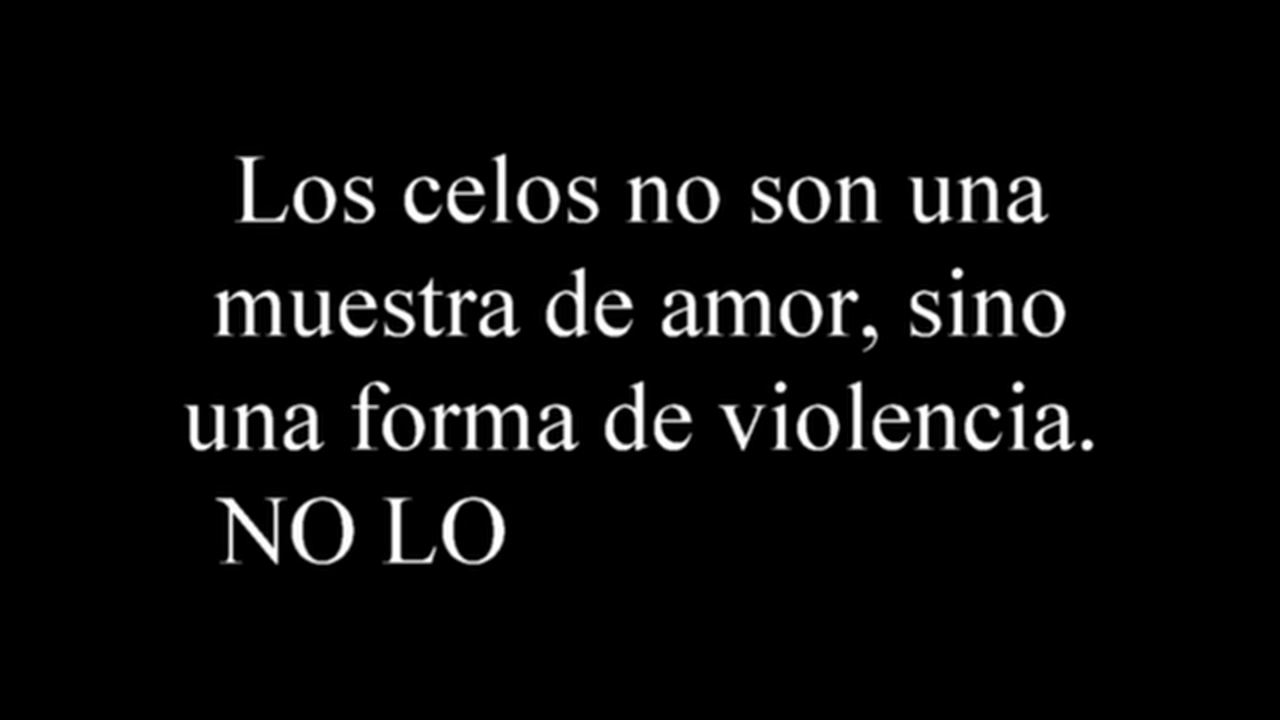 Los celos no son una
muestra de amor, sino
una forma de violencia.
NO LO